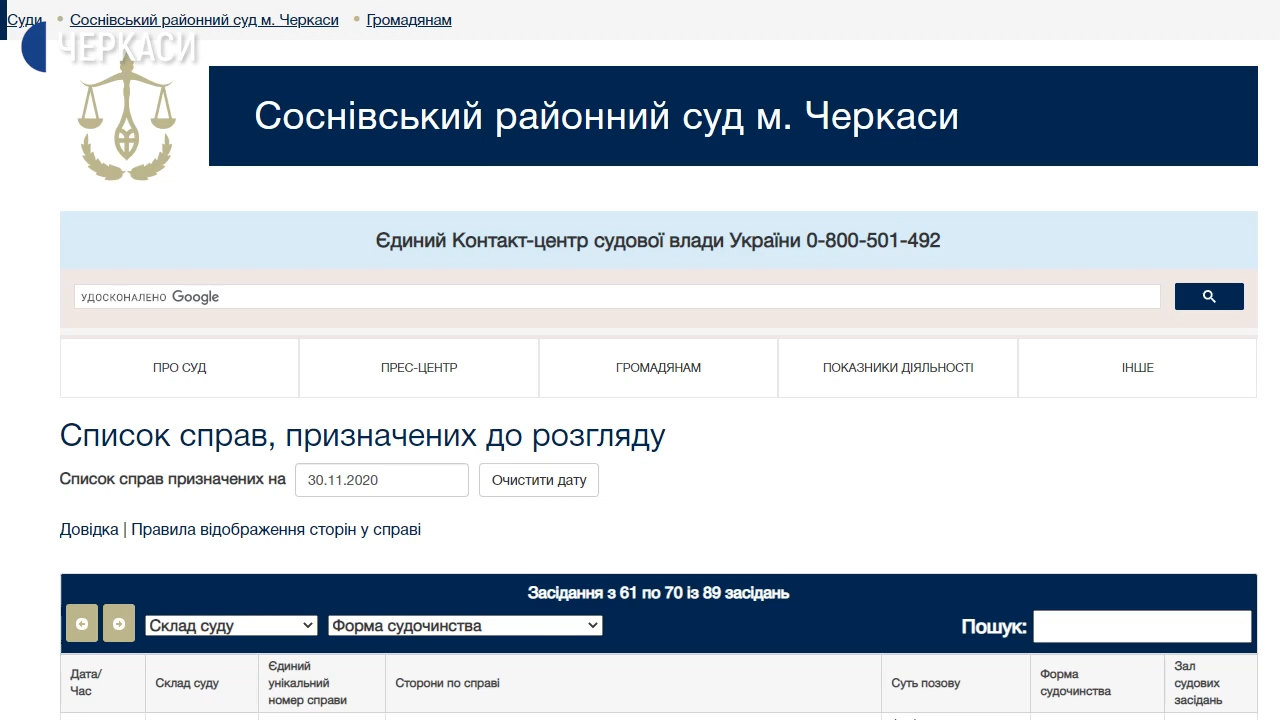 Суди • Соснівський районний суд м. Черкаси • Громадянам
ЧЕРКАСИ
Соснівський районний суд м. Черкаси
Єдиний Контакт-центр судової влади України 0-800-501-492
УДОСКОНАЛЕНО Google
ПРО СУД ПРЕС-ЦЕНТР ГРОМАДЯНАМ ПОКАЗНИКИ ДІЯЛЬНОСТІ ІНШЕ
Список справ, призначених до розгляду
Список справ призначених на 30.11.2020 Очистити дату
Довідка | Правила відображення сторін у справі
Засідання з 61 по 70 із 89 засідань
Склад суду Форма судочинства Пошук:
Дата/
Час
Склад суду
Єдиний
унікальний
номер справи
Сторони по справі
Суть позову
Форма
судочинства
Зал
судових
засідань